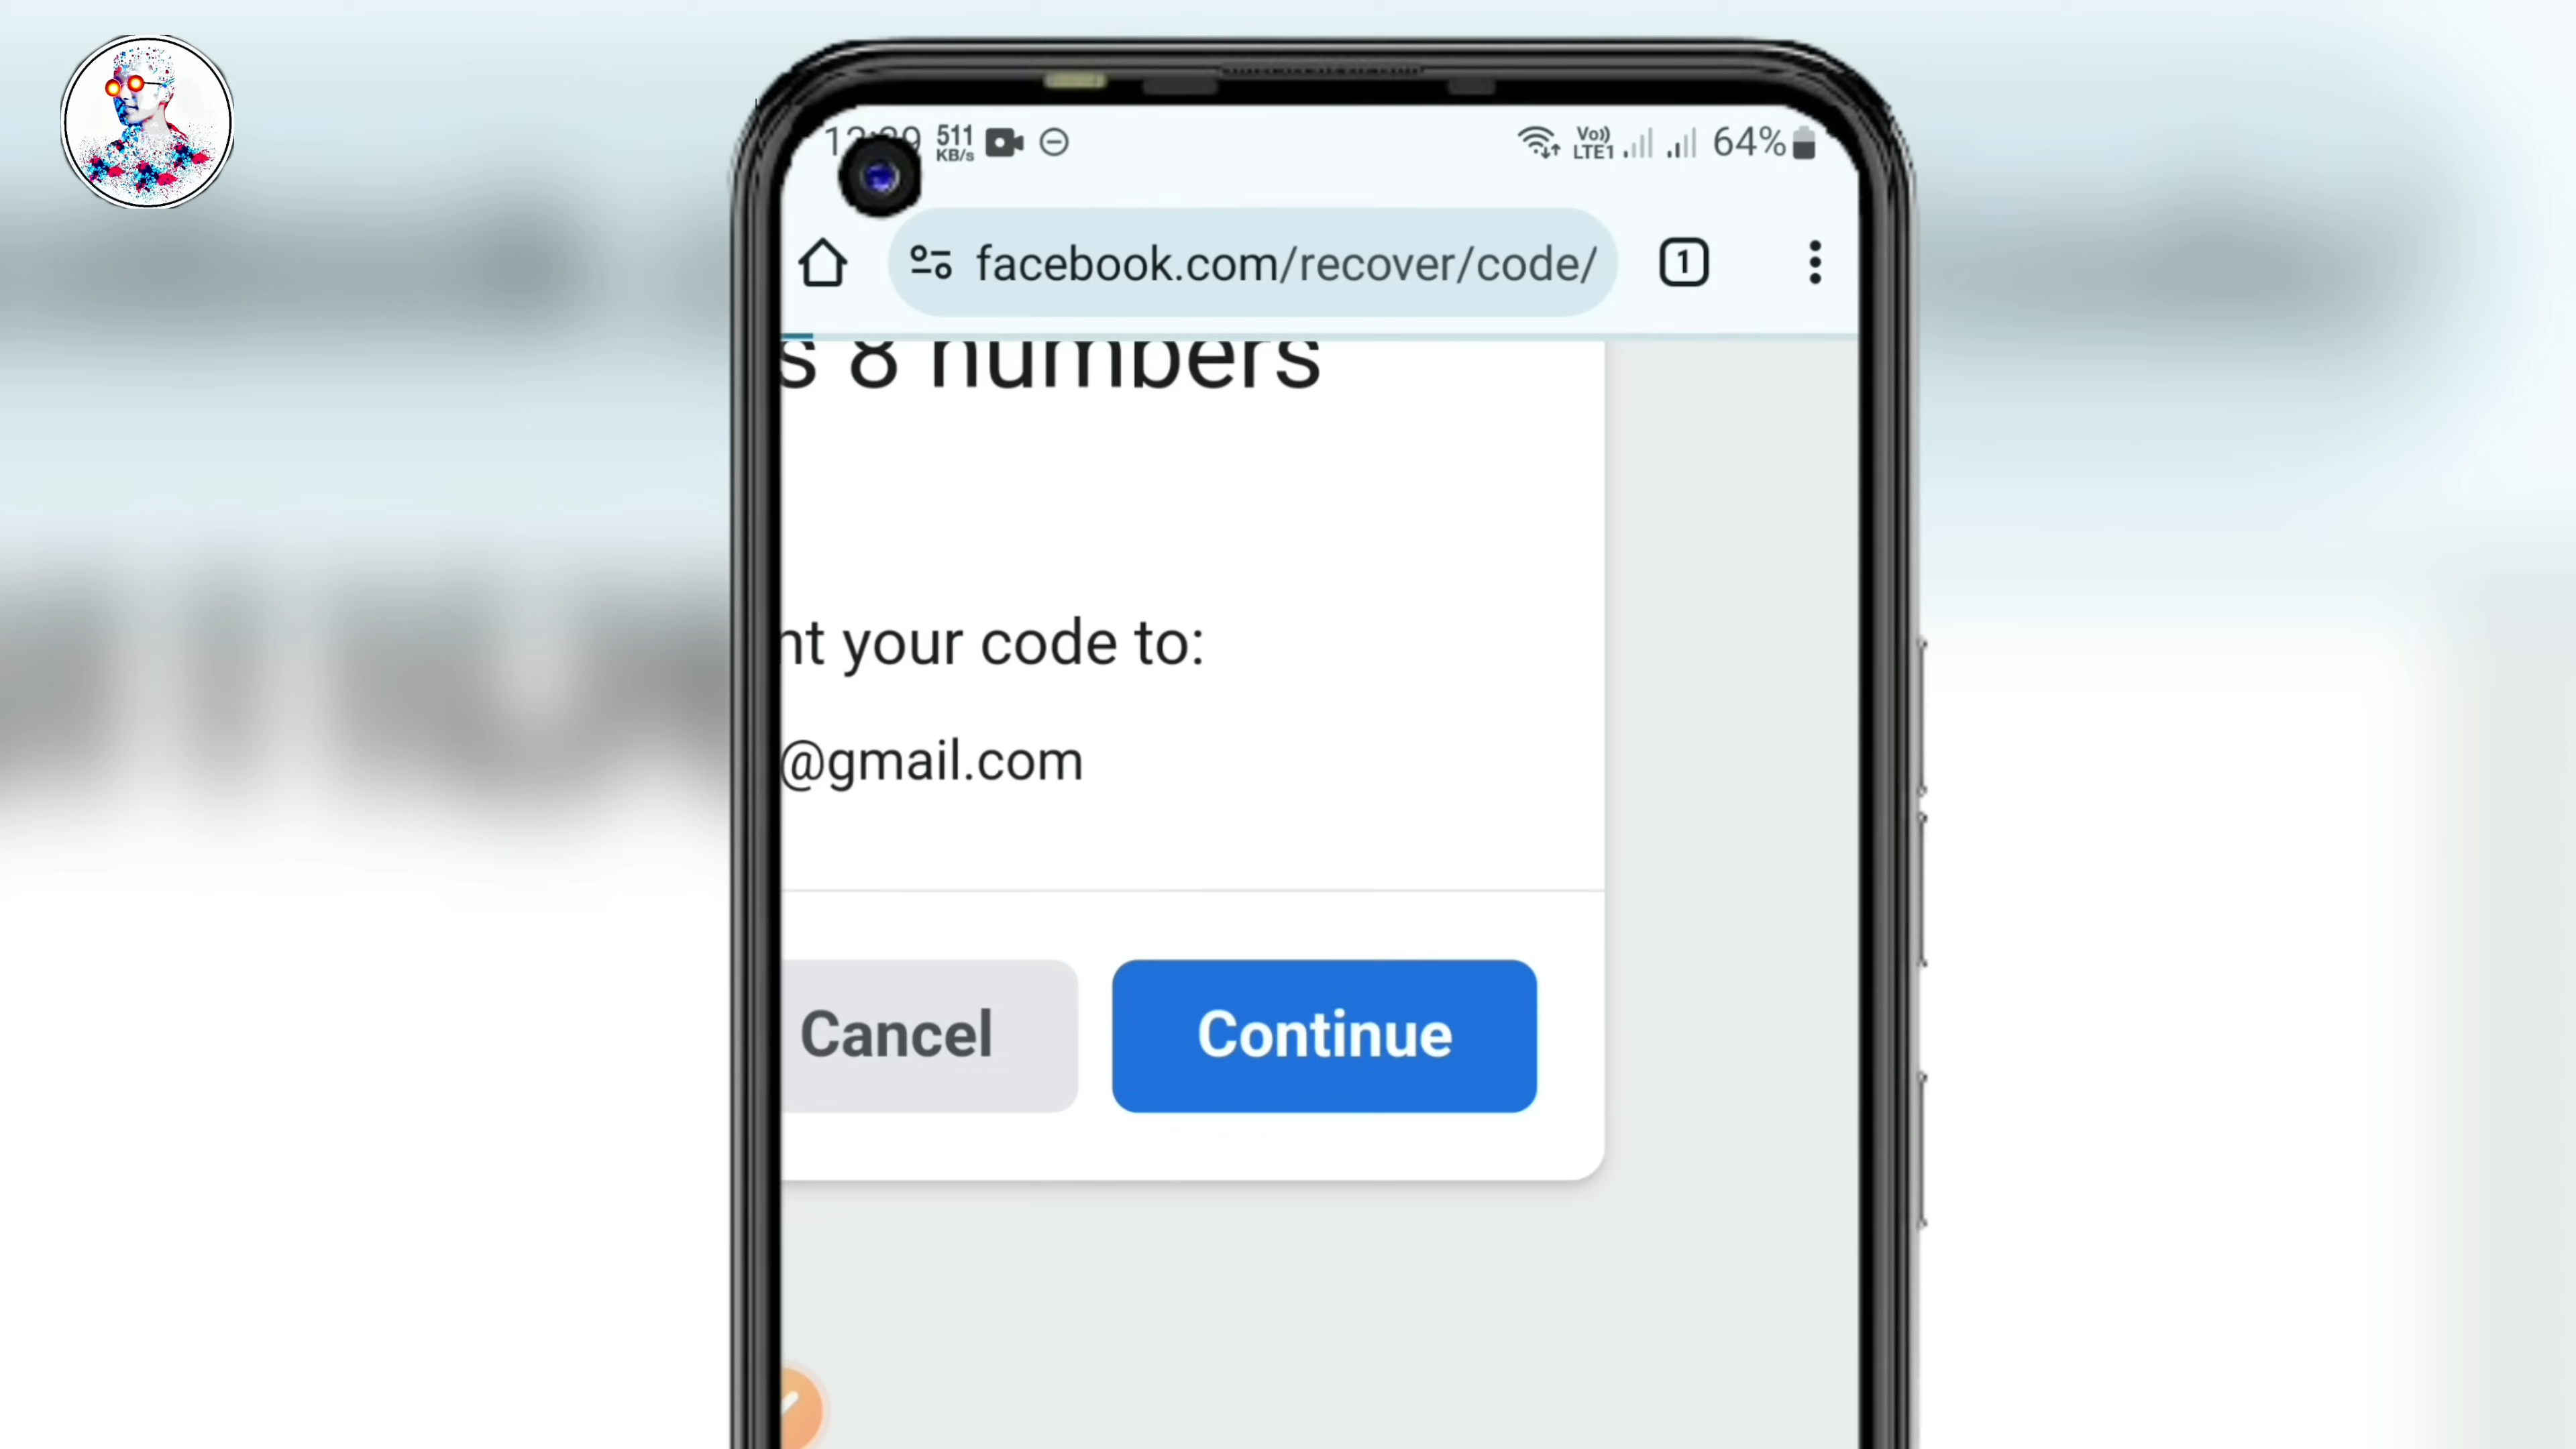 511
KB/s
Vo))
LTE1
64%
facebook.com/recover/code/
1
s 8 numbers
nt your code to:
@gmail.com
Cancel
Continue